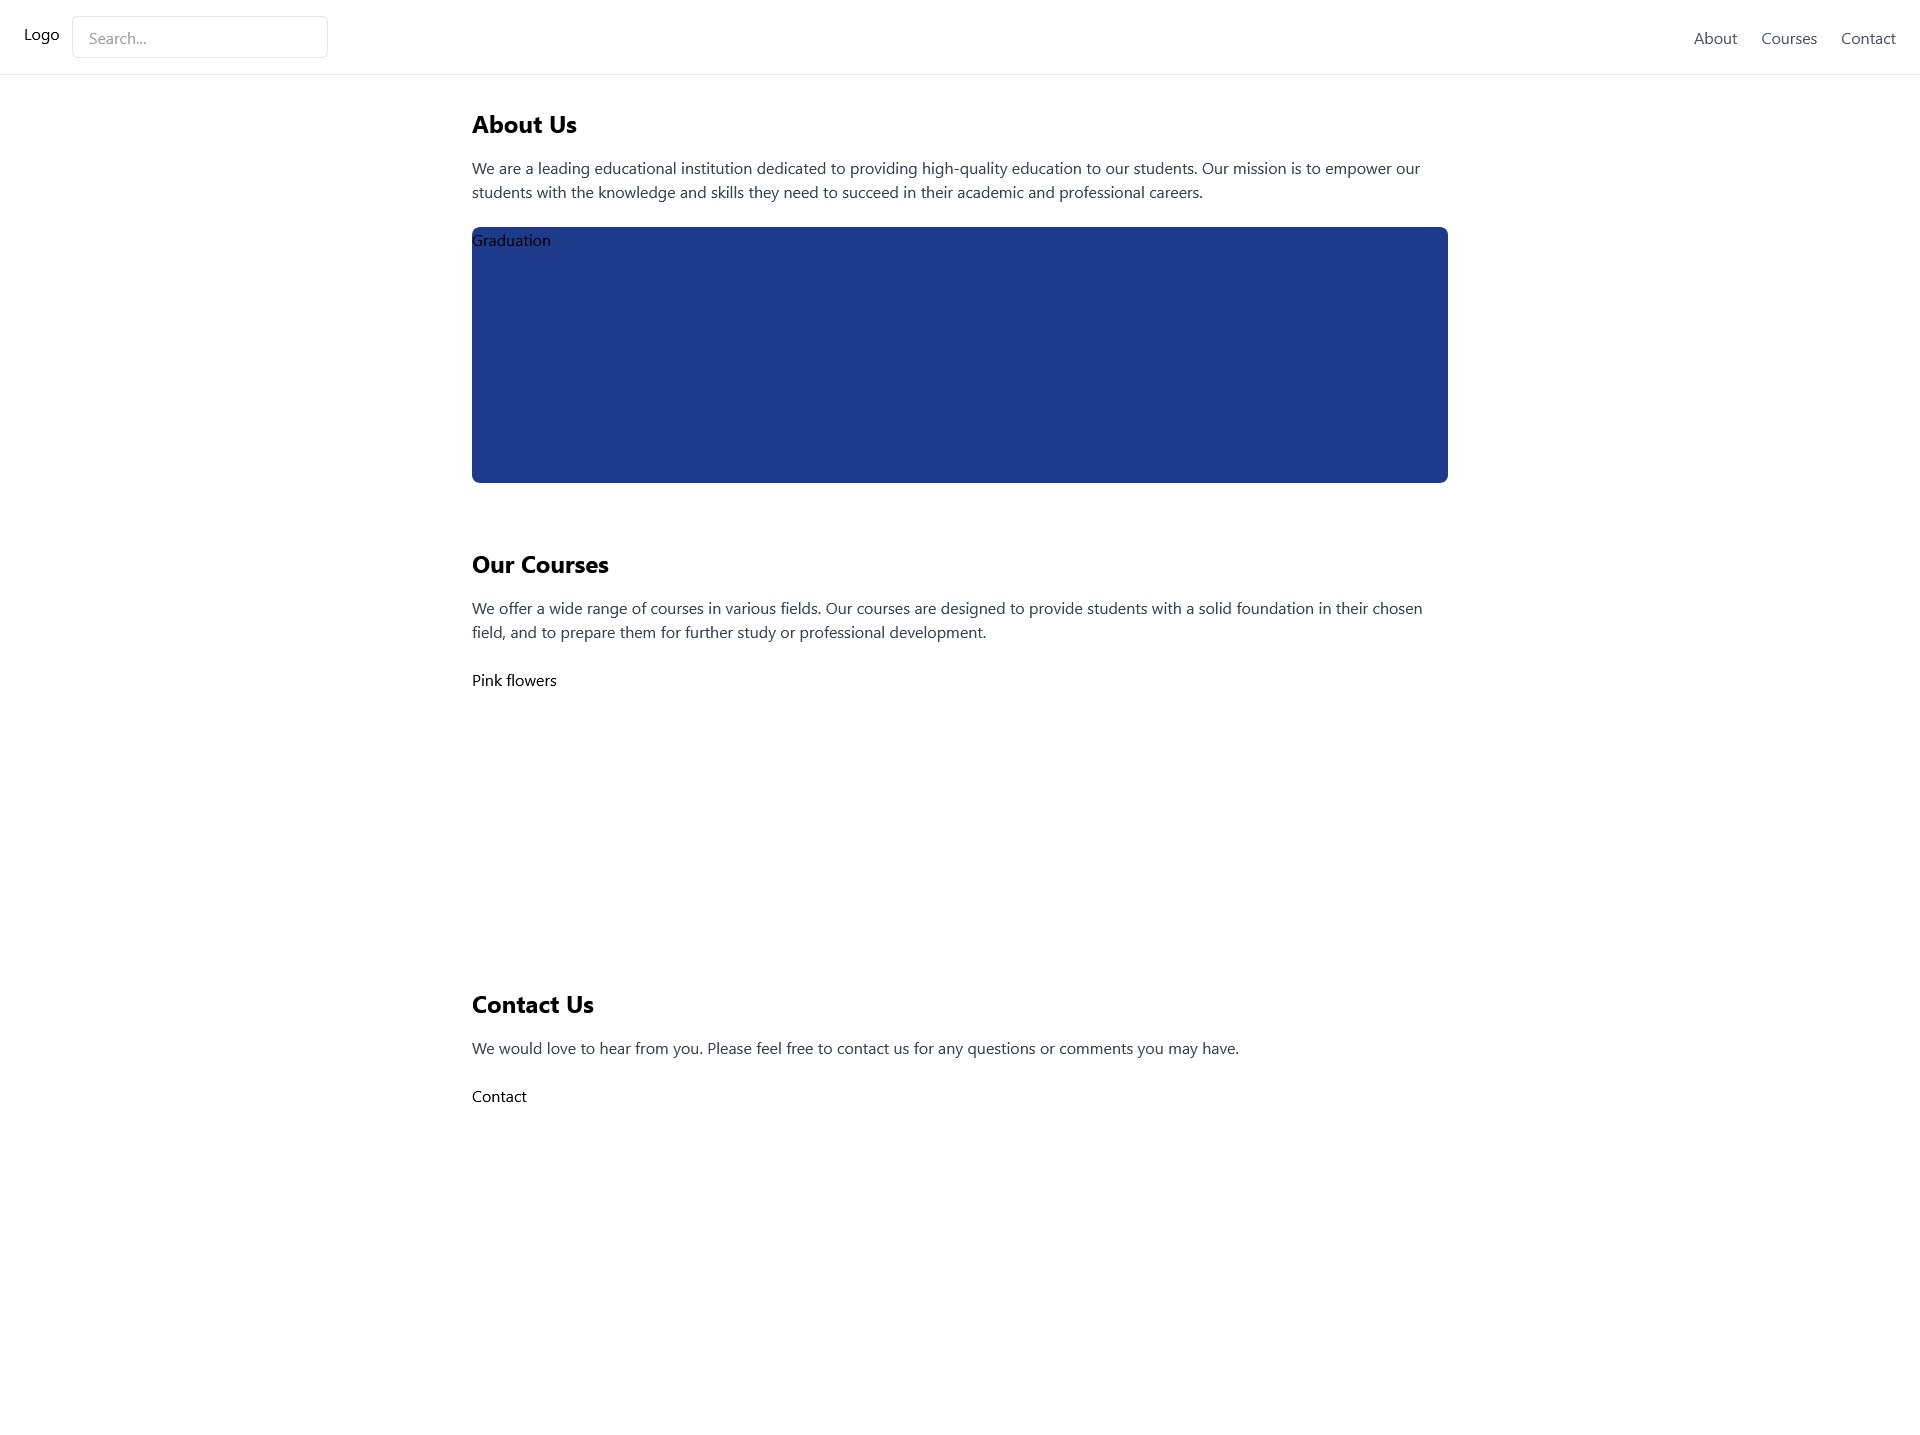 Logo
Search...
About
Courses
Contact
About Us
We are a leading educational institution dedicated to providing high-quality education to our students. Our mission is to empower our
students with the knowledge and skills they need to succeed in their academic and professional careers.
Graduation
Our Courses
We offer a wide range of courses in various fields. Our courses are designed to provide students with a solid foundation in their chosen
field, and to prepare them for further study or professional development.
Pink flowers
Contact Us
We would love to hear from you. Please feel free to contact us for any questions or comments you may have.
Contact